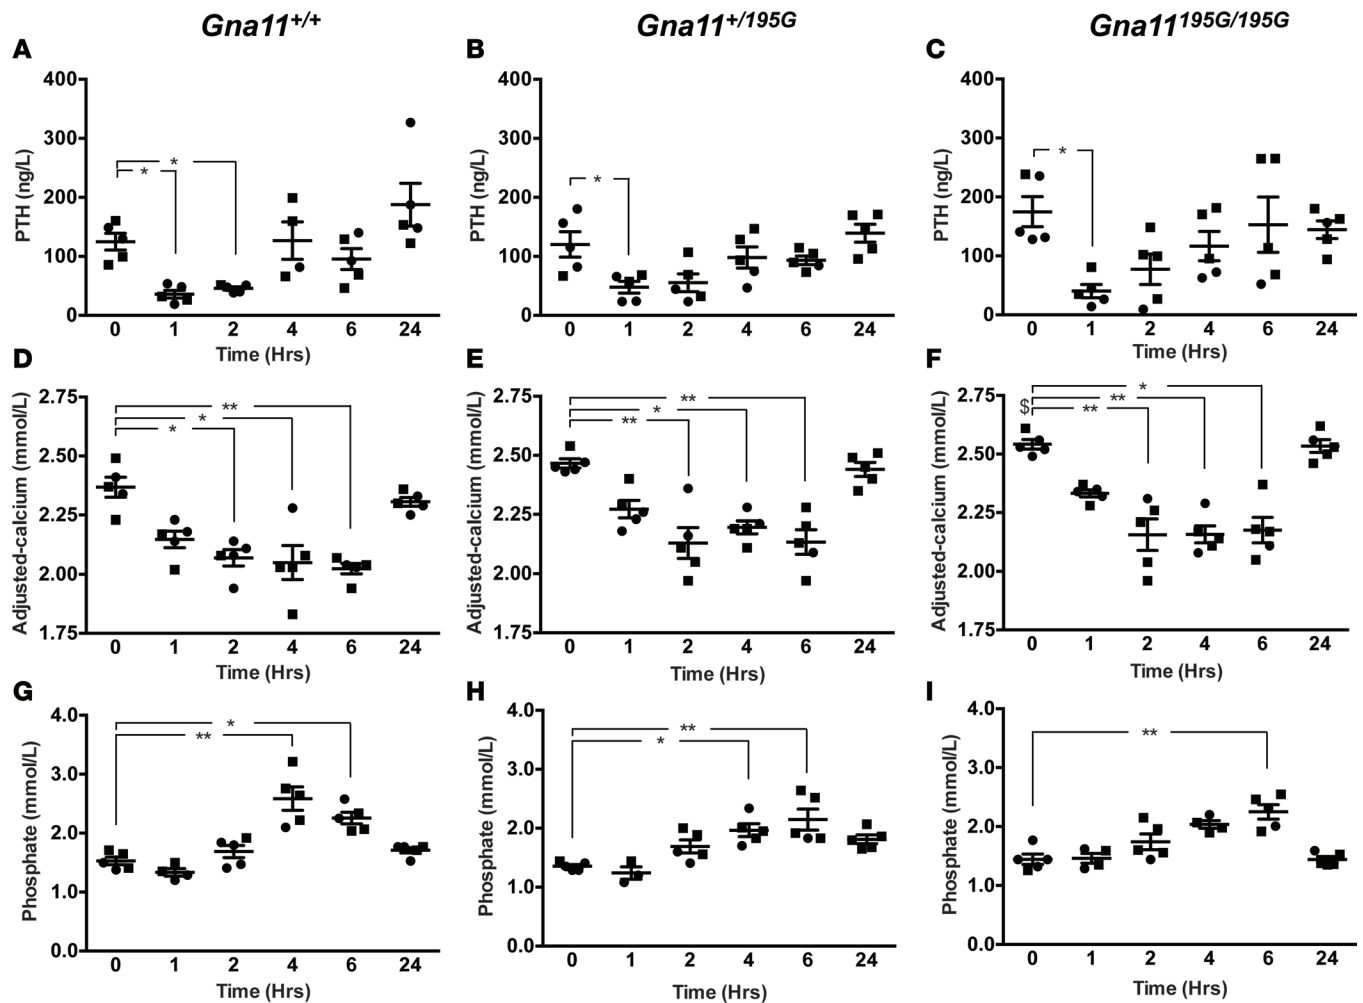 Gna11+/+
Gna11+/195G
Gna11195G/195G
A
B
C
400
300
200
100
0
PTH (ng/L)
* *
0 1 2 4 6 24
Time (Hrs)
400
300
200
100
0
PTH (ng/L)
*
0 1 2 4 6 24
Time (Hrs)
400
300
200
100
0
PTH (ng/L)
*
0 1 2 4 6 24
Time (Hrs)
D
E
F
2.75
2.50
2.25
2.00
1.75
Adjusted-calcium (mmol/L)
**
*
*
0 1 2 4 6 24
Time (Hrs)
2.75
2.50
2.25
2.00
1.75
Adjusted-calcium (mmol/L)
**
*
**
0 1 2 4 6 24
Time (Hrs)
2.75
2.50
2.25
2.00
1.75
Adjusted-calcium (mmol/L)
*
**
**
$
0 1 2 4 6 24
Time (Hrs)
G
H
I
4.0
3.0
2.0
1.0
0.0
Phosphate (mmol/L)
*
**
0 1 2 4 6 24
Time (Hrs)
4.0
3.0
2.0
1.0
0.0
Phosphate (mmol/L)
**
*
0 1 2 4 6 24
Time (Hrs)
4.0
3.0
2.0
1.0
0.0
Phosphate (mmol/L)
**
0 1 2 4 6 24
Time (Hrs)